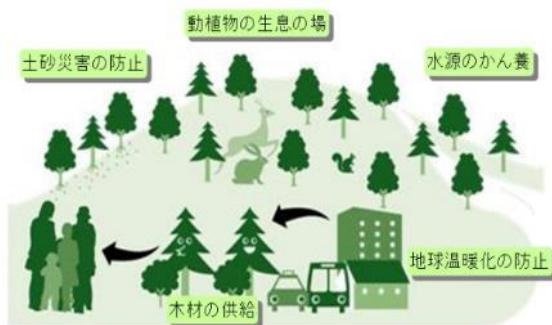 動植物の生息の場
土砂災害の防止
水源のかん養
地球温暖化の防止
木材の供給